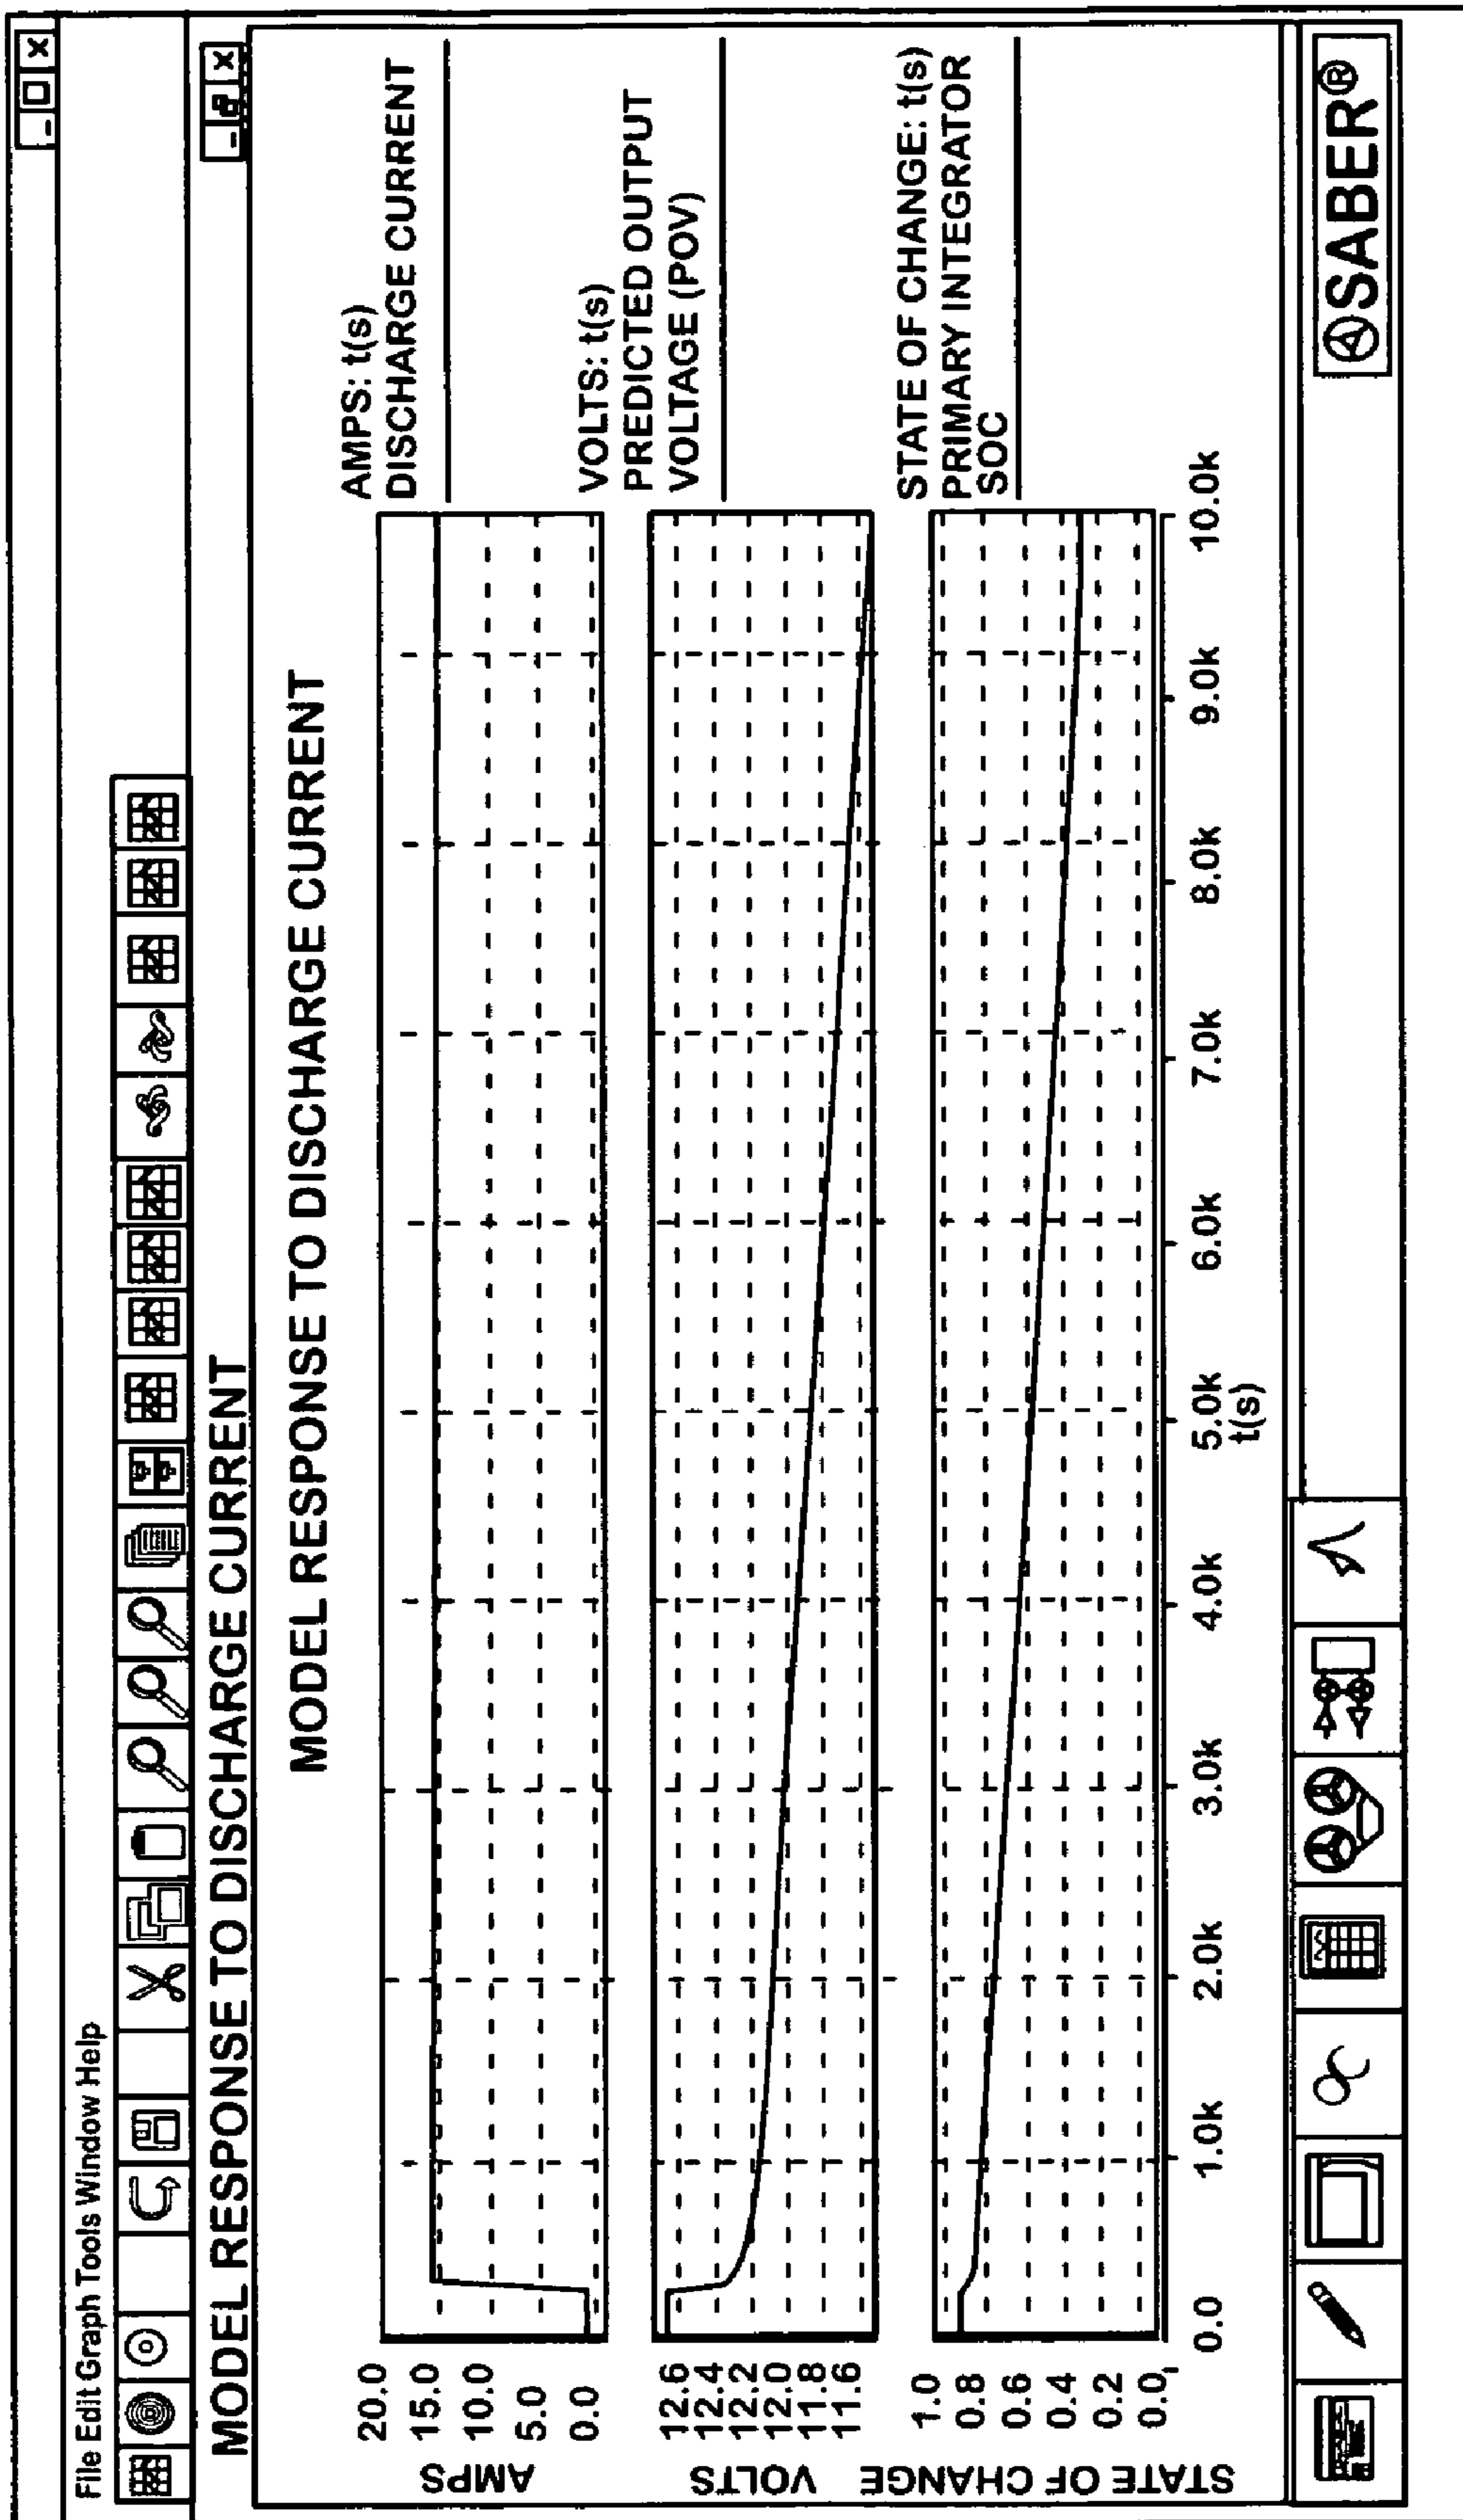 File Edit Graph Tools Window Help
MODEL RESPONSE TO DISCHARGE CURRENT
MODEL RESPONSE TO DISCHARGE CURRENT
AMPS
20.0
15.0
10.0
5.0
0.0
AMPS: t(s)
DISCHARGE CURRENT
VOLTS
12.6
12.4
12.2
12.0
11.8
11.6
VOLTS: t(s)
PREDICTED OUTPUT
VOLTAGE (POV)
STATE OF CHANGE
1.0
0.8
0.6
0.4
0.2
0.0
STATE OF CHANGE: t(s)
PRIMARY INTEGRATOR
SOC
0.0 1.0k 2.0k 3.0k 4.0k 5.0k 6.0k 7.0k 8.0k 9.0k 10.0k
t(s)
SABER®